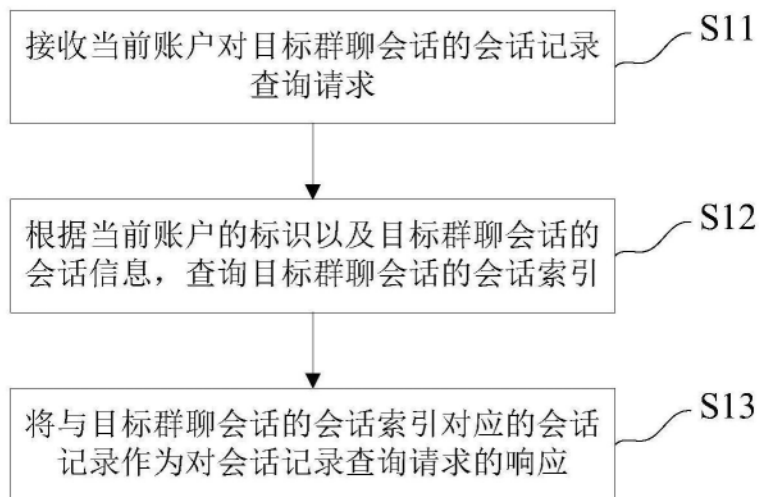 接收当前账户对目标群聊会话的会话记录
查询请求
S11
根据当前账户的标识以及目标群聊会话的
会话信息，查询目标群聊会话的会话索引
S12
将与目标群聊会话的会话索引对应的会话
记录作为对会话记录查询请求的响应
S13